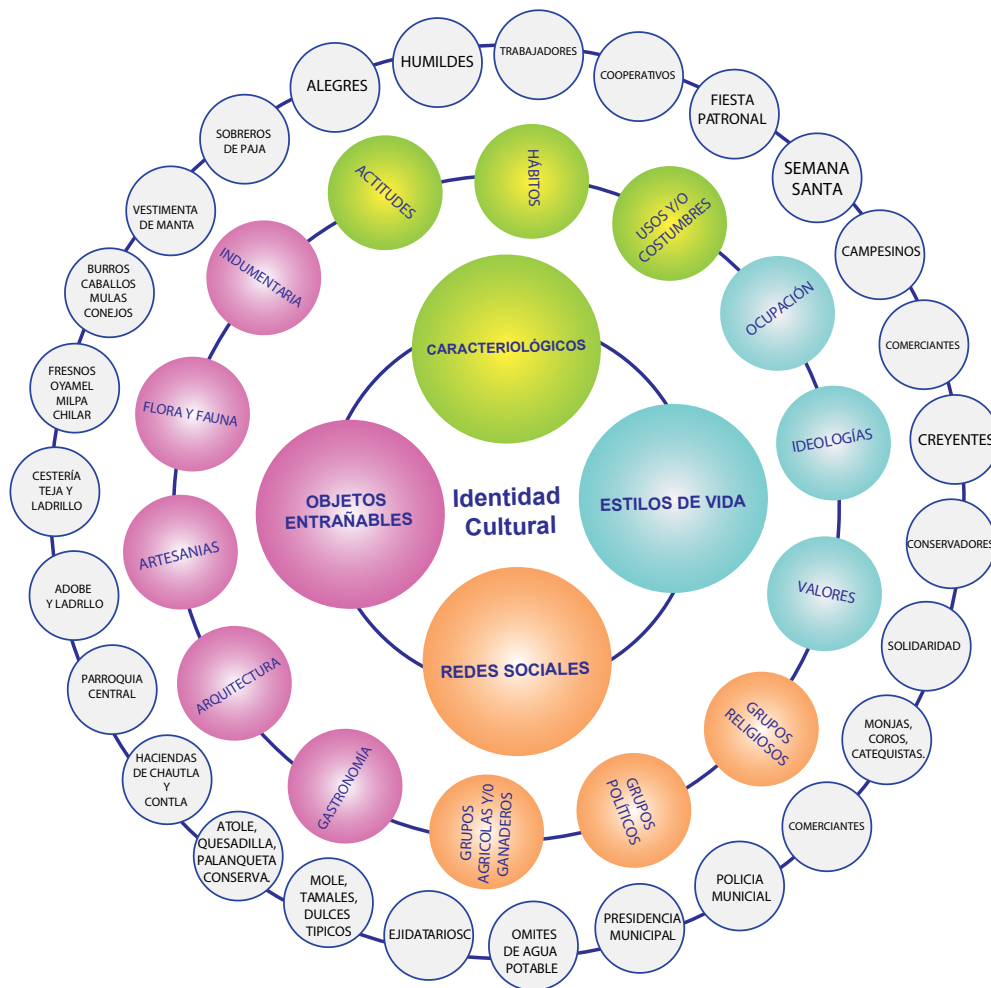 Identidad
Cultural
CARACTERIOLÓGICOS
ESTILOS DE VIDA
REDES SOCIALES
OBJETOS
ENTRAÑABLES
ACTITUDES
HÁBITOS
USOS Y/O
COSTUMBRES
OCUPACIÓN
IDEOLOGÍAS
VALORES
GRUPOS
RELIGIOSOS
GRUPOS
POLÍTICOS
GRUPOS
AGRICOLAS Y/0
GANADEROS
GASTRONOMÍA
ARQUITECTURA
ARTESANIAS
FLORA Y FAUNA
INDUMENTARIA
ALEGRES
HUMILDES
TRABAJADORES
COOPERATIVOS
FIESTA
PATRONAL
SEMANA
SANTA
CAMPESINOS
COMERCIANTES
CREYENTES
CONSERVADORES
SOLIDARIDAD
MONJAS,
COROS,
CATEQUISTAS.
COMERCIANTES
POLICIA
MUNICIAL
PRESIDENCIA
MUNICIPAL
OMITES
DE AGUA
POTABLE
EJIDATARIOSC
MOLE,
TAMALES,
DULCES
TIPICOS
ATOLE,
QUESADILLA,
PALANQUETA
CONSERVA.
HACIENDAS
DE CHAUTLA
Y
CONTLA
PARROQUIA
CENTRAL
ADOBE
Y LADRLLO
CESTERÍA
TEJA Y
LADRILLO
FRESNOS
OYAMEL
MILPA
CHILAR
BURROS
CABALLOS
MULAS
CONEJOS
VESTIMENTA
DE MANTA
SOBREROS
DE PAJA